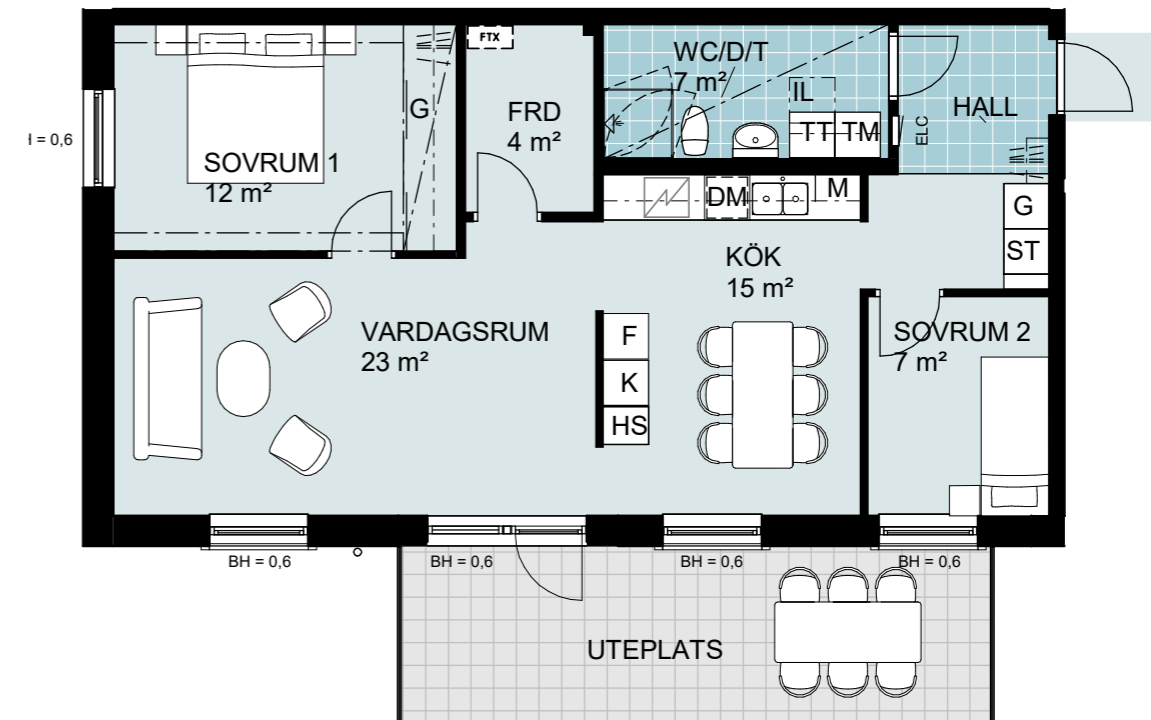 FTX
WC/D/T
7 m²
IL
TT
TM
HALL
ELC
G
FRD
4 m²
I = 0,6
SOVRUM 1
12 m²
DM
M
G
ST
KÖK
15 m²
VARDAGSRUM
23 m²
F
K
HS
SOVRUM 2
7 m²
BH = 0,6
BH = 0,6
BH = 0,6
BH = 0,6
UTEPLATS